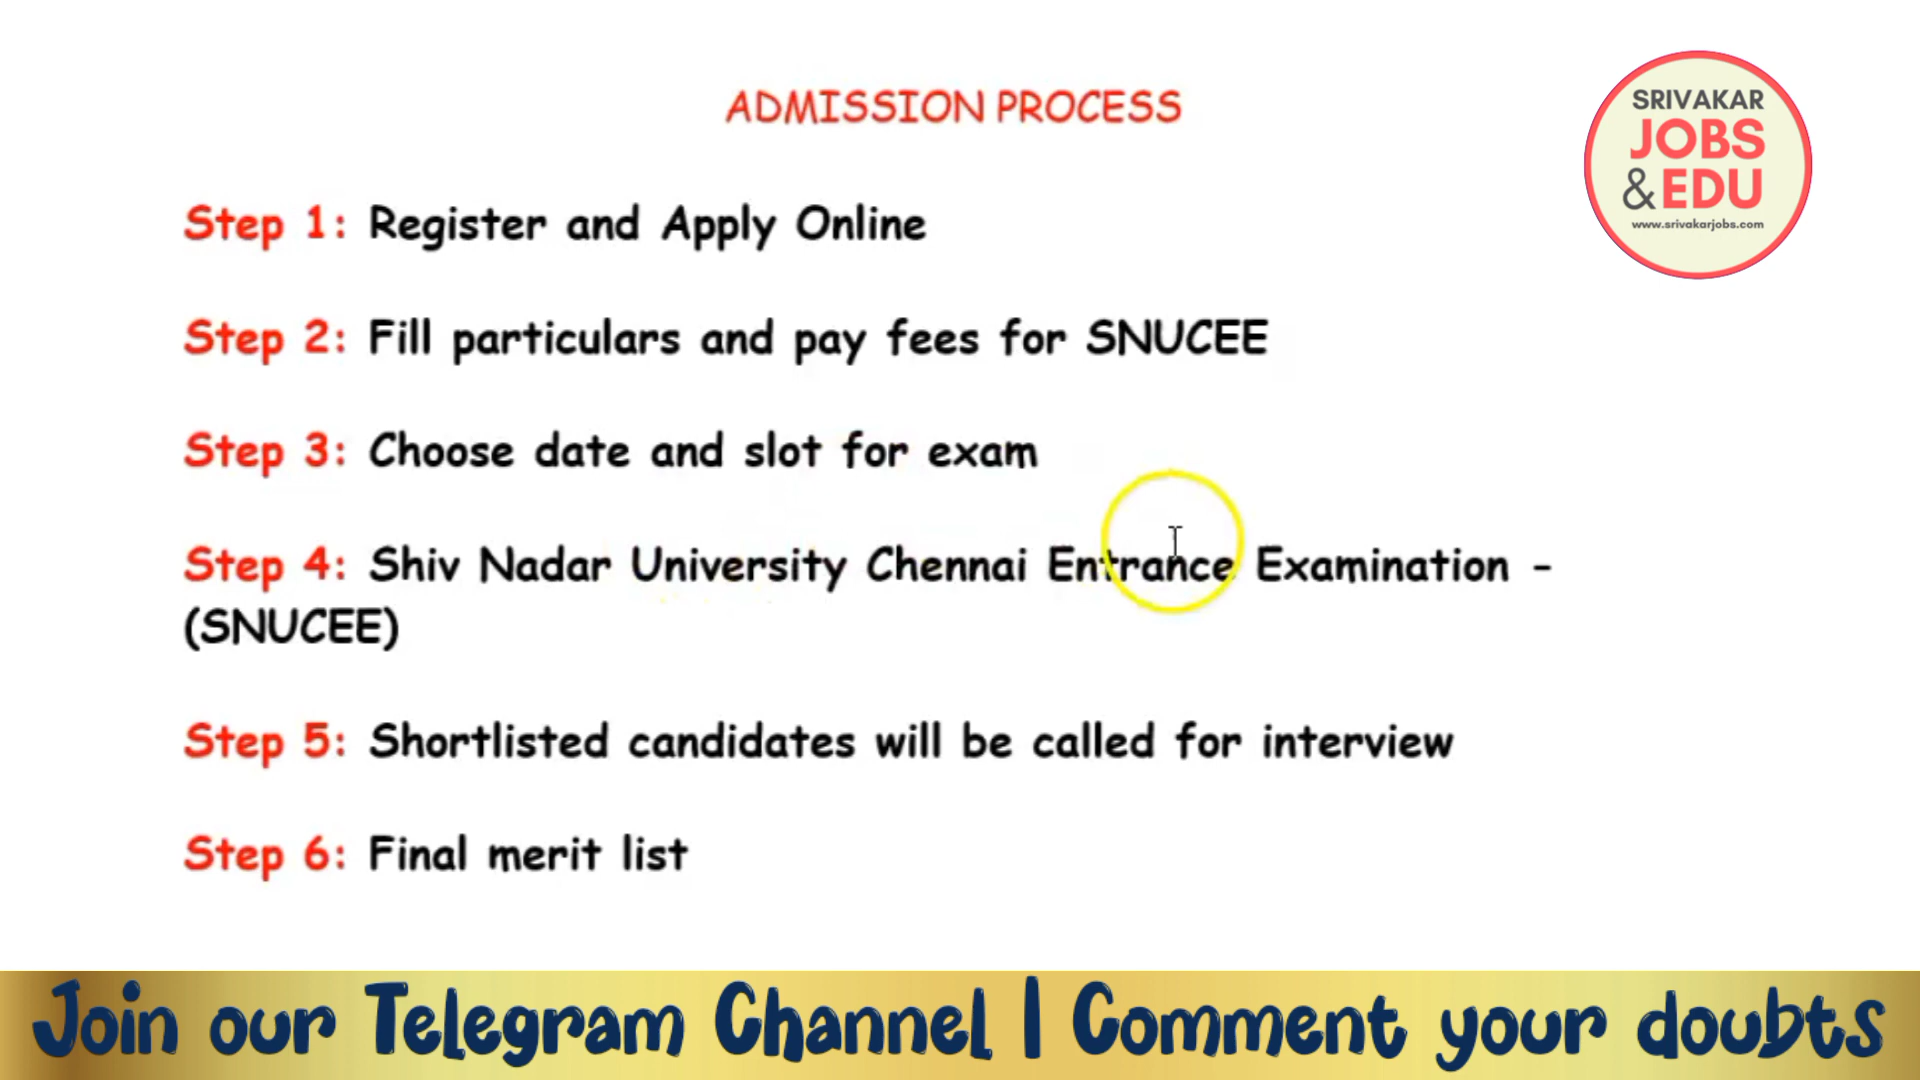 ADMISSION PROCESS
SRIVAKAR
JOBS
&EDU
www.srivakarjobs.com
Step 1: Register and Apply Online
Step 2: Fill particulars and pay fees for SNUCEE
Step 3: Choose date and slot for exam
Step 4: Shiv Nadar University Chennai Entrance Examination -
(SNUCEE)
Step 5: Shortlisted candidates will be called for interview
Step 6: Final merit list
Join our Telegram Channel | Comment your doubts